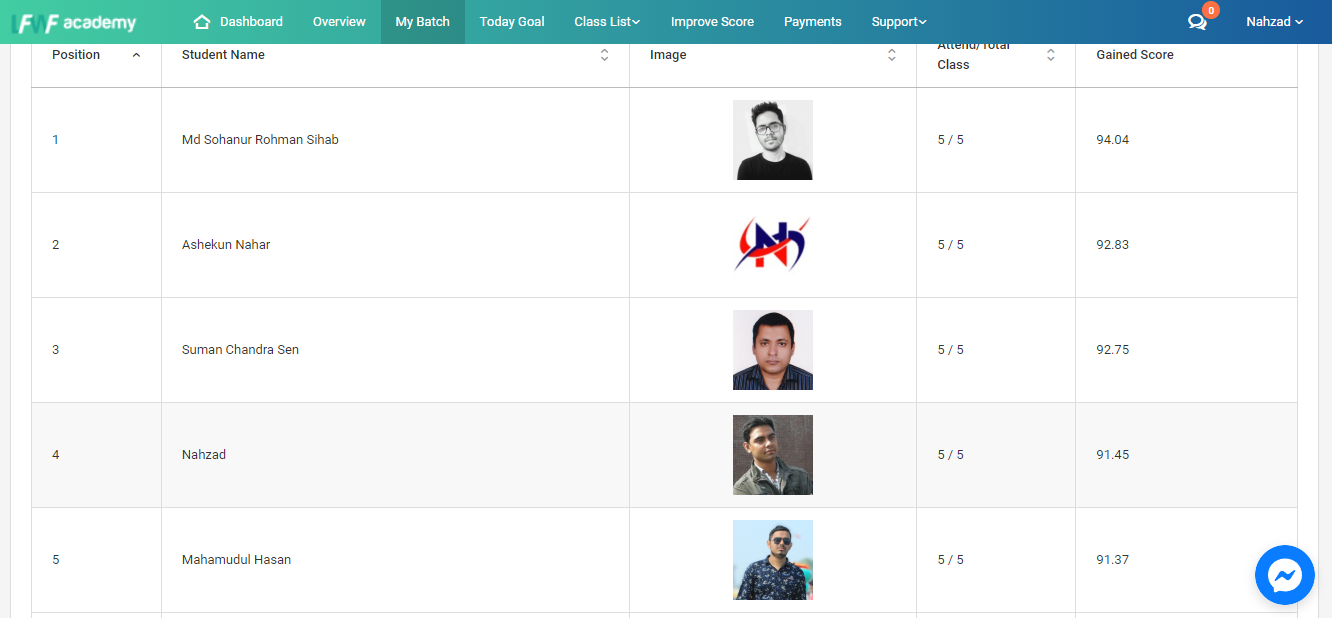 IFWF academy
Dashboard
Overview
My Batch
Today Goal
Class List
Improve Score
Payments
Support
0
Nahzad
Position
Student Name
Image
Attend/Total
Class
Gained Score
1
Md Sohanur Rohman Sihab
5 / 5
94.04
2
Ashekun Nahar
5 / 5
92.83
3
Suman Chandra Sen
5 / 5
92.75
4
Nahzad
5 / 5
91.45
5
Mahamudul Hasan
5 / 5
91.37